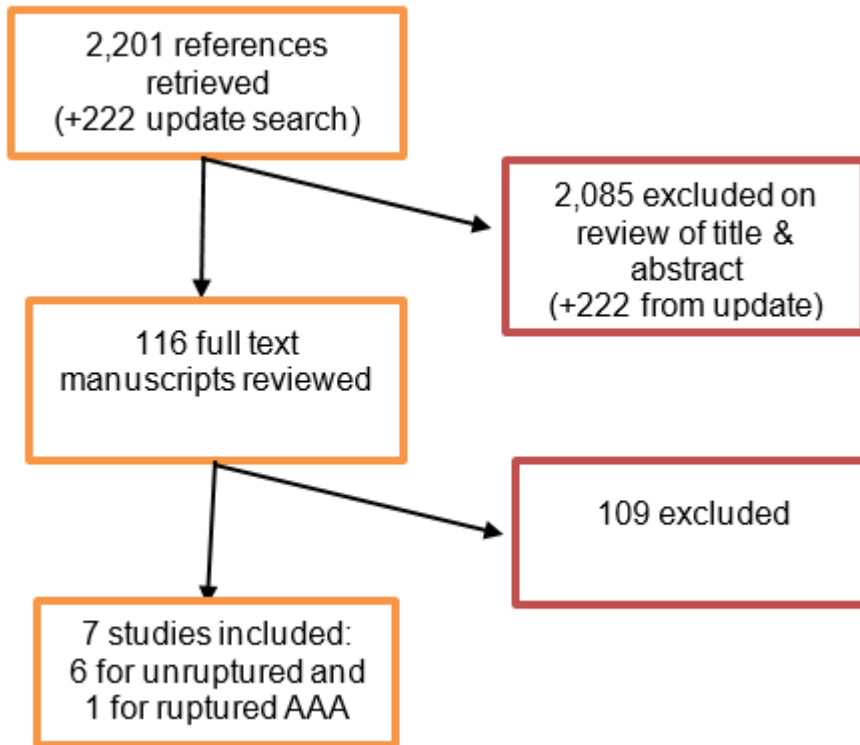 2,201 references
retrieved
(+222 update search)
2,085 excluded on
review of title &
abstract
(+222 from update)
116 full text
manuscripts reviewed
109 excluded
7 studies included:
6 for unruptured and
1 for ruptured AAA